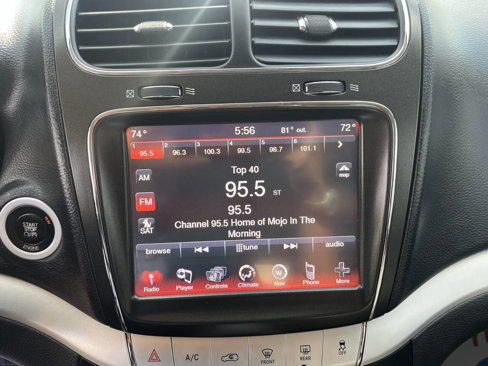 74° 5:56 81° out. 72°
1 2 3 4 5 6
95.5 96.3 100.3 99.5 98.7 101.1
AM
Top 40
map
FM
95.5 ST
95.5
SAT
Channel 95.5 Home of Mojo In The
Morning
browse tune audio
Radio Player Controls Climate Nav Phone More
START
STOP
ENGINE
A/C
FRONT
REAR
OFF